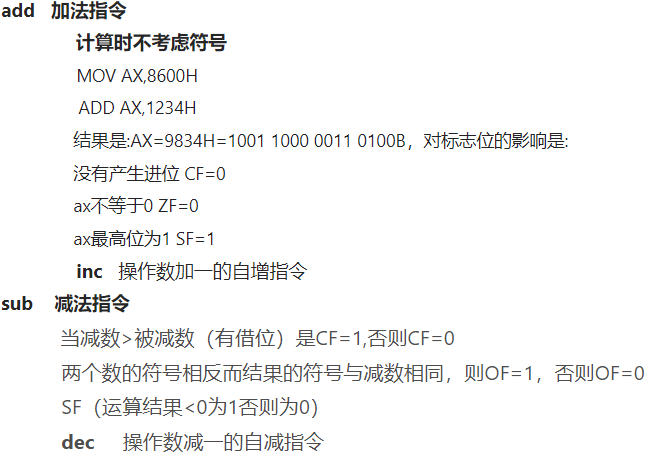 add 加法指令
计算时不考虑符号
MOV AX,8600H
ADD AX,1234H
结果是:AX=9834H=1001 1000 0011 0100B，对标志位的影响是:
没有产生进位 CF=0
ax不等于0 ZF=0
ax最高位为1 SF=1
inc 操作数加一的自增指令
sub 减法指令
当减数>被减数（有借位）是CF=1,否则CF=0
两个数的符号相反而结果的符号与减数相同，则OF=1，否则OF=0
SF（运算结果<0为1否则为0）
dec 操作数减一的自减指令